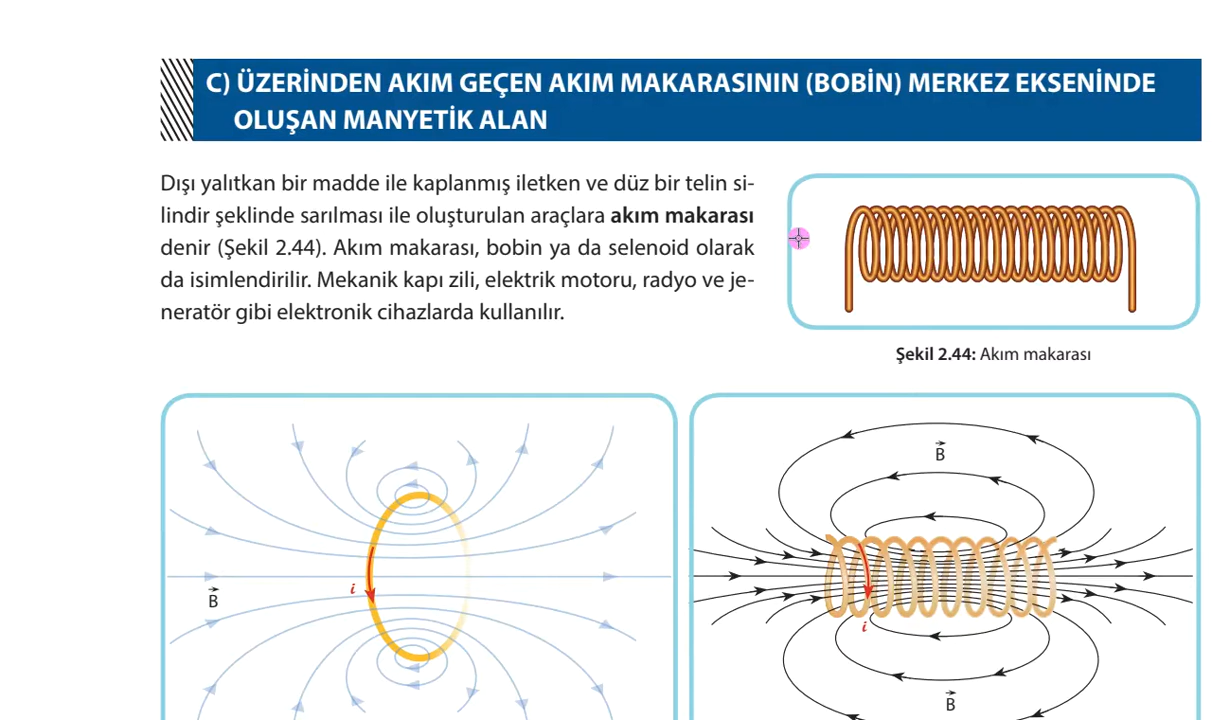 C) ÜZERİNDEN AKIM GEÇEN AKIM MAKARASININ (BOBİN) MERKEZ EKSENİNDE
OLUŞAN MANYETİK ALAN
Dışı yalıtkan bir madde ile kaplanmış iletken ve düz bir telin si-
lindir şeklinde sarılması ile oluşturulan araçlara akım makarası
denir (Şekil 2.44). Akım makarası, bobin ya da selenoid olarak
da isimlendirilir. Mekanik kapı zili, elektrik motoru, radyo ve je-
neratör gibi elektronik cihazlarda kullanılır.
Şekil 2.44: Akım makarası
i
B
B
i
B